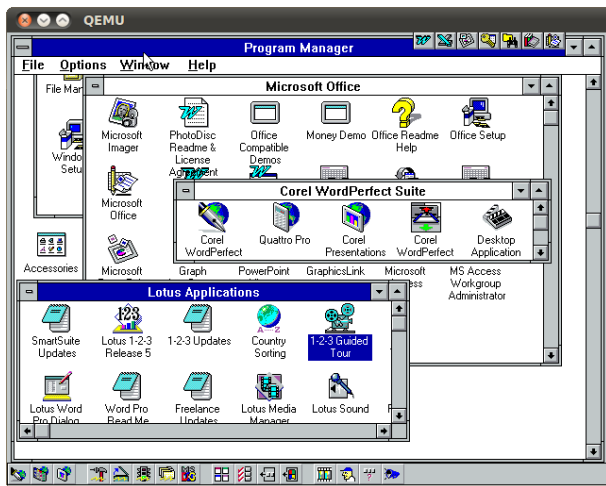 QEMU
Program Manager
File Options Window Help
File Man
Microsoft Office
Microsoft
Imager
PhotoDisc
Readme &
License
Agreement
Office
Compatible
Demos
Money Demo
Office Readme
Help
Office Setup
Windo
Setu
Microsoft
Office
Corel WordPerfect Suite
Corel
WordPerfect
Quattro Pro
Corel
Presentations
Corel
WordPerfect
Desktop
Application
Accessories
Microsoft
Graph
PowerPoint
GraphicsLink
Microsoft
ess
MS Access
Workgroup
Administrator
Lotus Applications
SmartSuite
Updates
123
Lotus 1-2-3
Release 5
1-2-3 Updates
A--Z
Country
Sorting
1-2-3 Guided
Tour
Lotus Word
Pro Dialog
Word Pro
Read Me
Freelance
Updates
Lotus Media
Manager
Lotus Sound